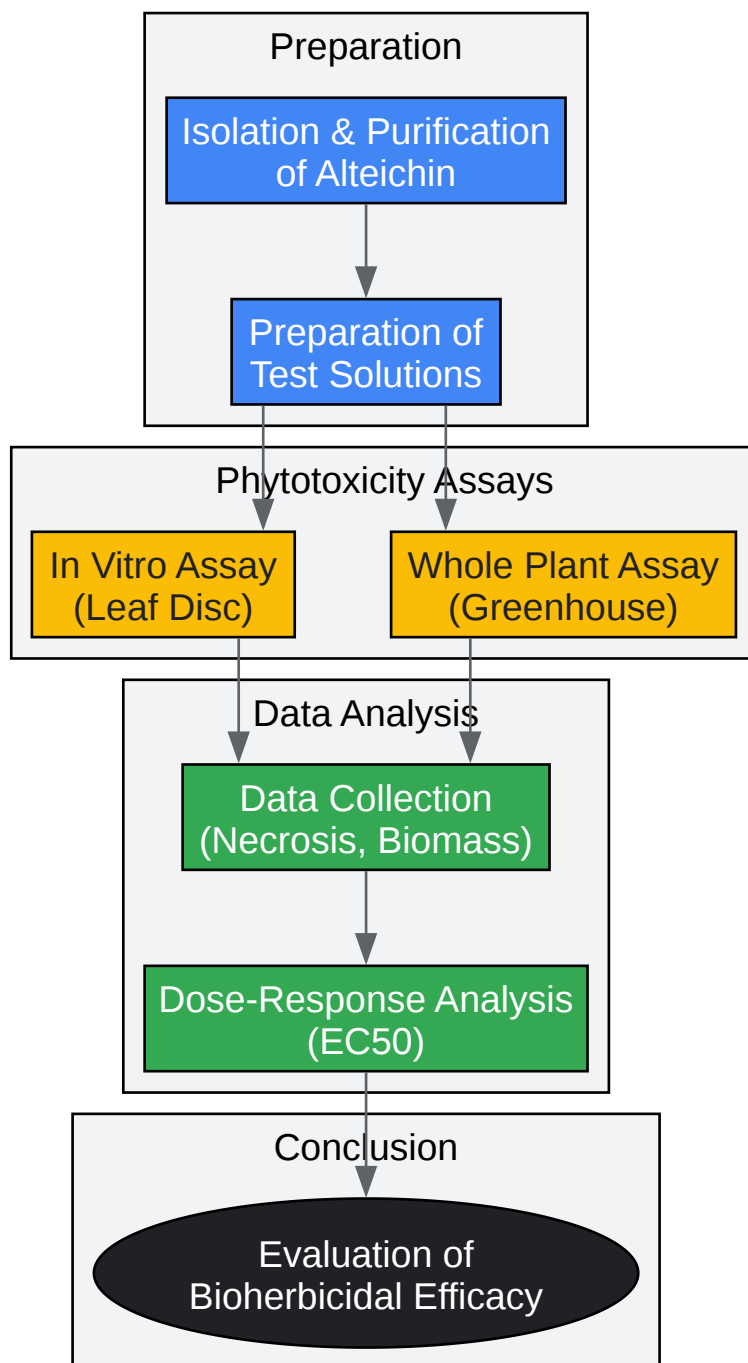 Preparation
Isolation & Purification
of Alteichin
Preparation of
Test Solutions
Phytotoxicity Assays
In Vitro Assay
(Leaf Disc)
Whole Plant Assay
(Greenhouse)
Data Analysis
Data Collection
(Necrosis, Biomass)
Dose-Response Analysis
(EC50)
Conclusion
Evaluation of
Bioherbicidal Efficacy